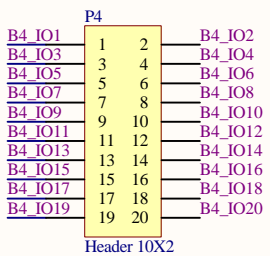 P4
B4_IO1 1 2 B4_IO2
B4_IO3 3 4 B4_IO4
B4_IO5 5 6 B4_IO6
B4_IO7 7 8 B4_IO8
B4_IO9 9 10 B4_IO10
B4_IO11 11 12 B4_IO12
B4_IO13 13 14 B4_IO14
B4_IO15 15 16 B4_IO16
B4_IO17 17 18 B4_IO18
B4_IO19 19 20 B4_IO20
Header 10X2